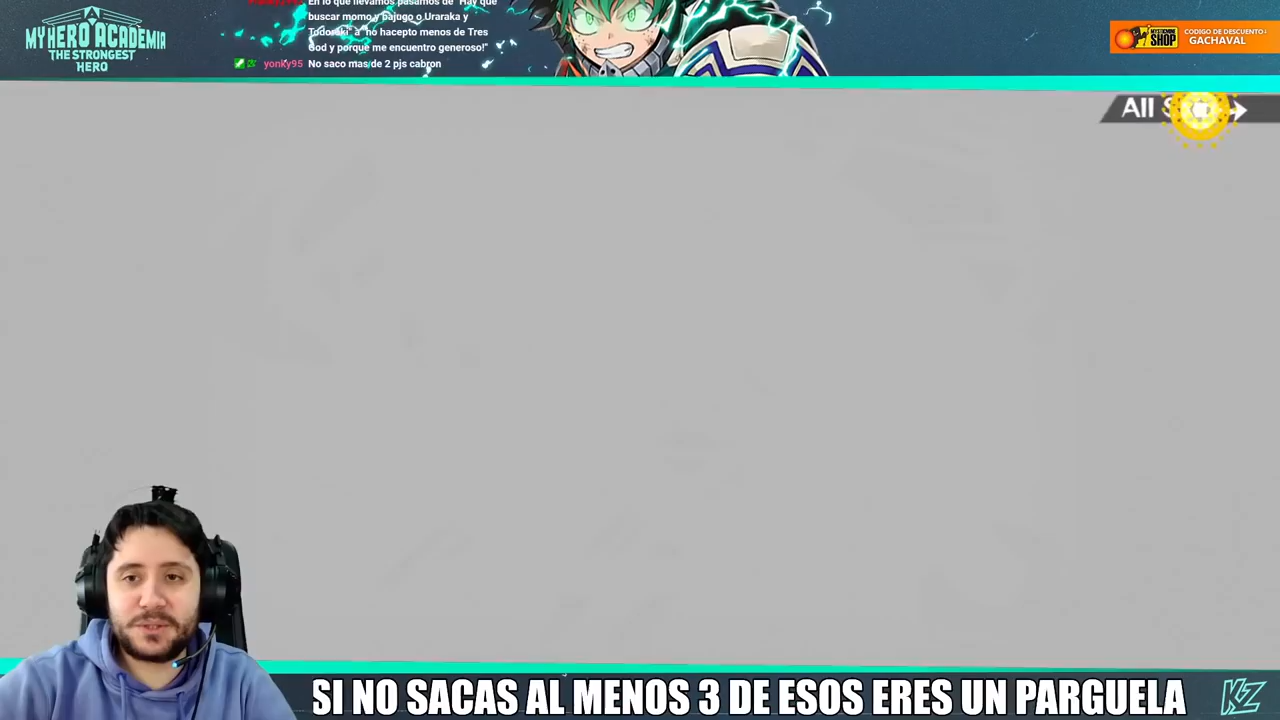 MY HERO ACADEMIA
THE STRONGEST
HERO
En lo que llevamos pasamos de "Hay que
buscar momo y bajugo o Uraraka y
Todoroki" a "no hacepto menos de Tres
God y porque me encuentro generoso!"
yonky95 No saco mas de 2 pjs cabron
SHOP
CODIGO DE DESCUENTO
GACHAVAL
All
SI NO SACAS AL MENOS 3 DE ESOS ERES UN PARGUELA
KZ